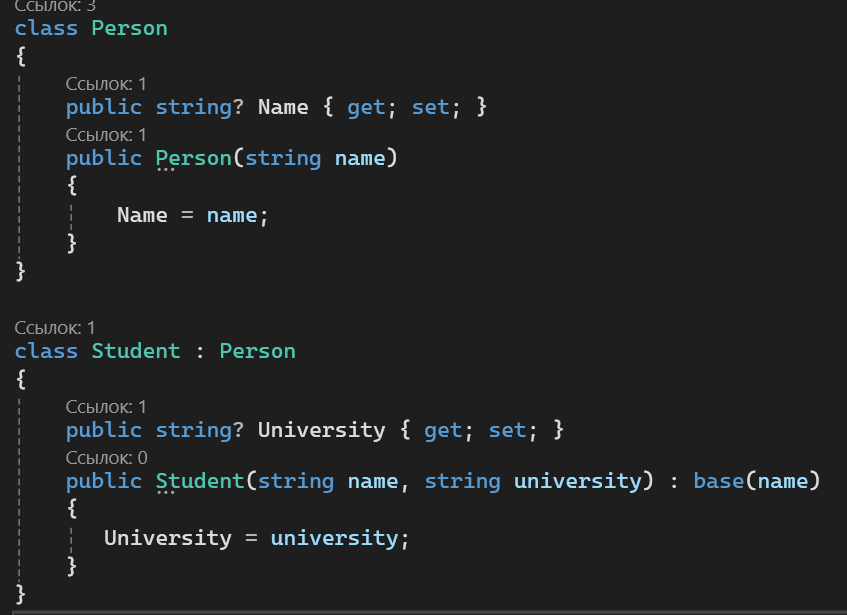 Ссылок: 3
class Person
{
Ссылок: 1
public string? Name { get; set; }
Ссылок: 1
public Person(string name)
{
Name = name;
}
}
Ссылок: 1
class Student : Person
{
Ссылок: 1
public string? University { get; set; }
Ссылок: 0
public Student(string name, string university) : base(name)
{
University = university;
}
}